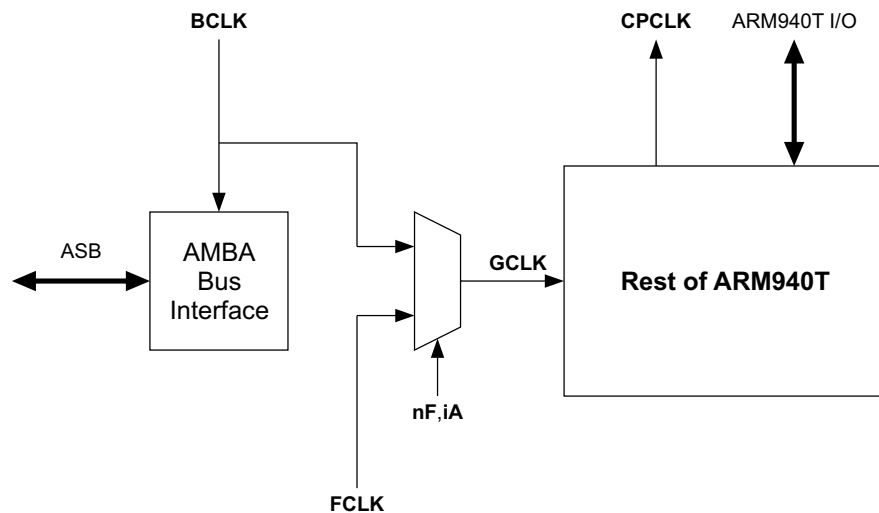 BCLK
CPCLK
ARM940T I/O
ASB
AMBA
Bus
Interface
GCLK
Rest of ARM940T
nF,iA
FCLK